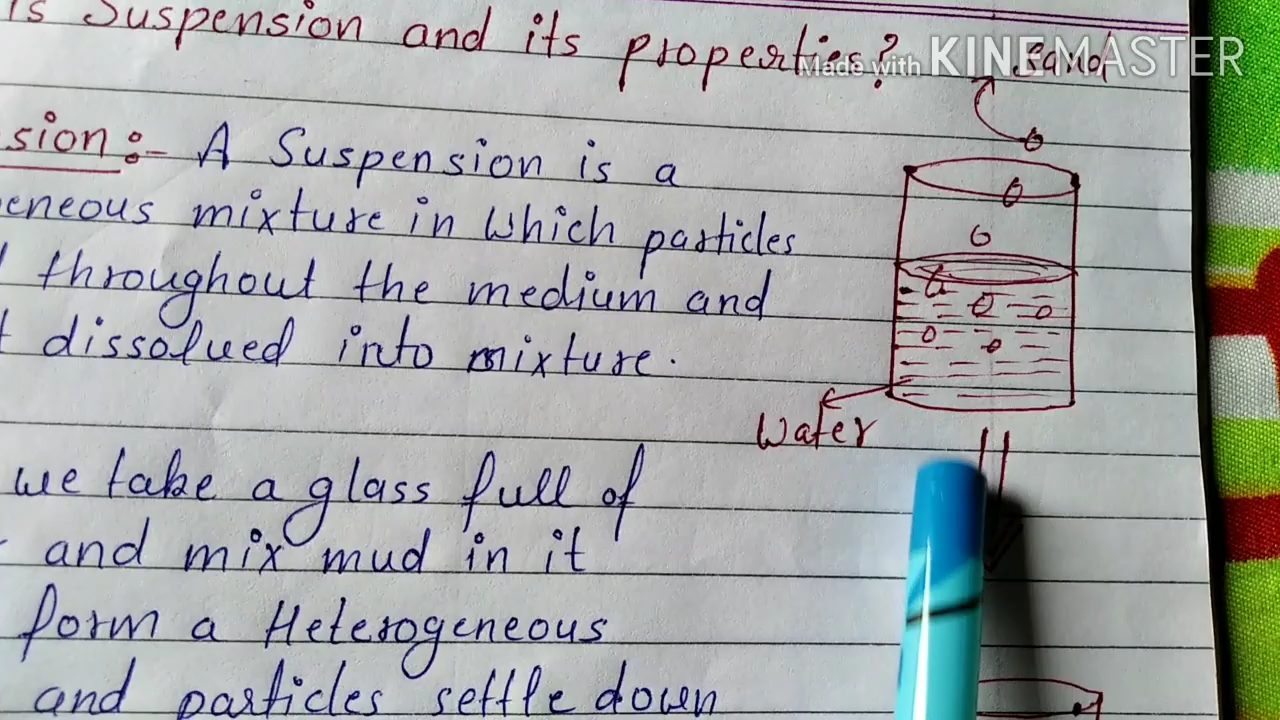 is Suspension and its properties?
Made with KINEMASTER
Sand
sion:- A Suspension is a
eneous mixture in which particles
throughout the medium and
dissolued into mixture.
Water
we take a glass full of
and mix mud in it
form a Heterogeneous
and particles settle down